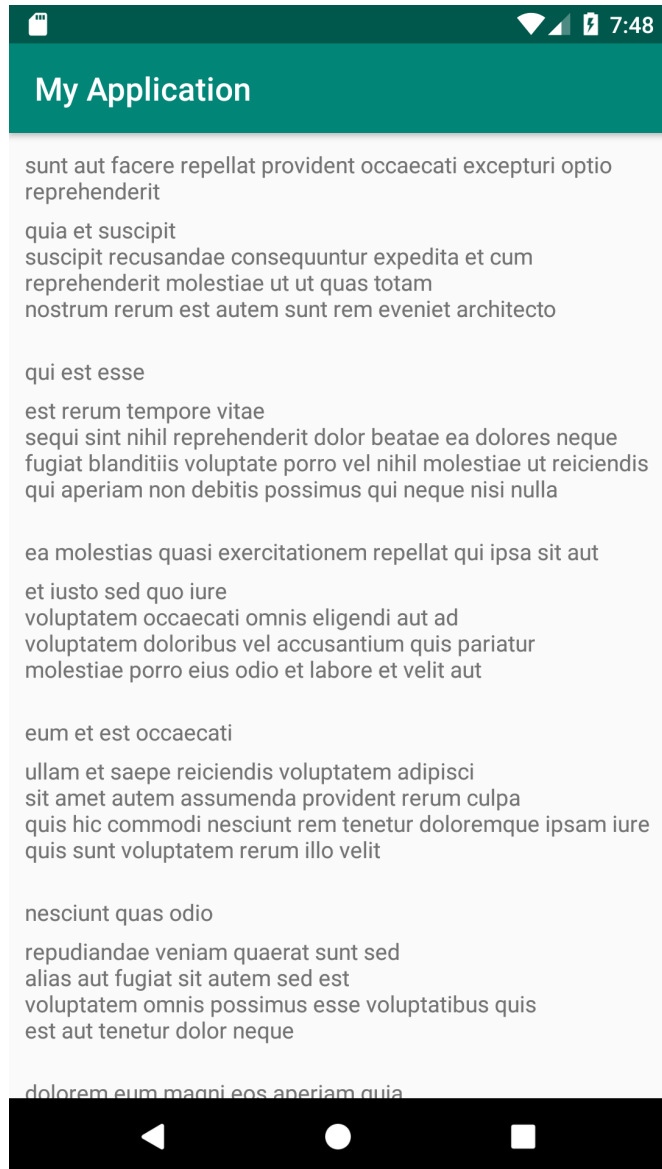 7:48
My Application
sunt aut facere repellat provident occaecati excepturi optio
reprehenderit
quia et suscipit
suscipit recusandae consequuntur expedita et cum
reprehenderit molestiae ut ut quas totam
nostrum rerum est autem sunt rem eveniet architecto
qui est esse
est rerum tempore vitae
sequi sint nihil reprehenderit dolor beatae ea dolores neque
fugiat blanditiis voluptate porro vel nihil molestiae ut reiciendis
qui aperiam non debitis possimus qui neque nisi nulla
ea molestias quasi exercitationem repellat qui ipsa sit aut
et iusto sed quo iure
voluptatem occaecati omnis eligendi aut ad
voluptatem doloribus vel accusantium quis pariatur
molestiae porro eius odio et labore et velit aut
eum et est occaecati
ullam et saepe reiciendis voluptatem adipisci
sit amet autem assumenda provident rerum culpa
quis hic commodi nesciunt rem tenetur doloremque ipsam iure
quis sunt voluptatem rerum illo velit
nesciunt quas odio
repudiandae veniam quaerat sunt sed
alias aut fugiat sit autem sed est
voluptatem omnis possimus esse voluptatibus quis
est aut tenetur dolor neque
dolorem eum magni eos aperiam quia